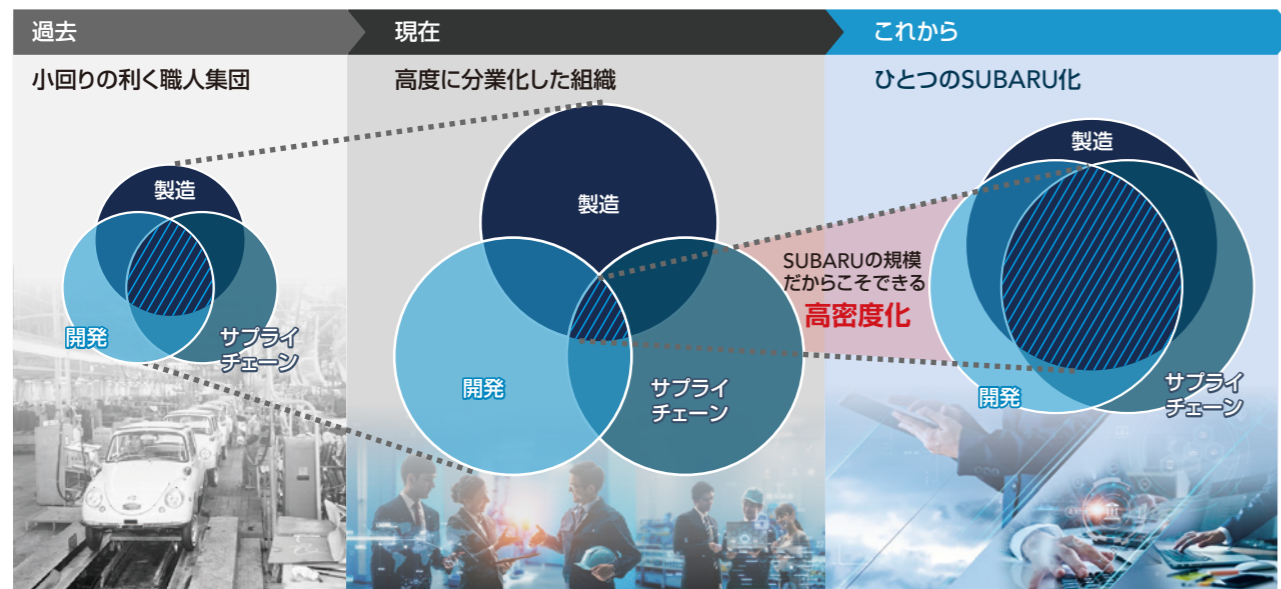 過去
小回りの利く職人集団
製造
開発
サプライ
チェーン
現在
高度に分業化した組織
製造
開発
サプライ
チェーン
SUBARUの規模
だからこそできる
高密度化
これから
ひとつのSUBARU化
製造
開発
サプライ
チェーン